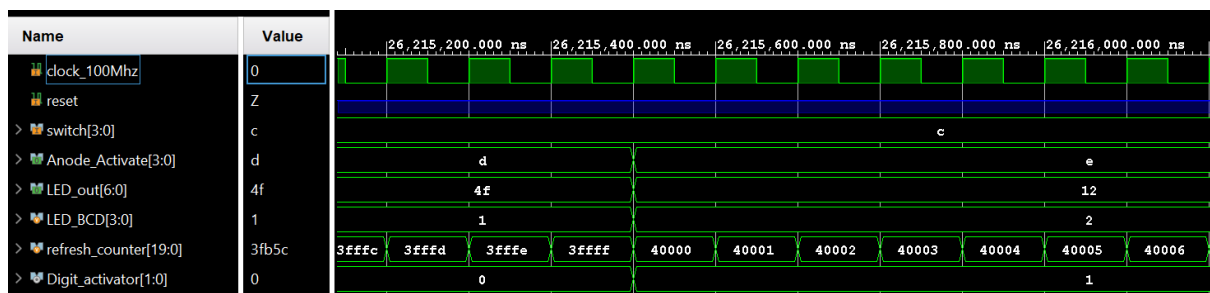 Name Value
26,215,200.000 ns 26,215,400.000 ns 26,215,600.000 ns 26,215,800.000 ns 26,216,000.000 ns
clock_100Mhz 0
reset Z
switch[3:0] c c
Anode_Activate[3:0] d d e
LED_out[6:0] 4f 4f 12
LED_BCD[3:0] 1 1 2
refresh_counter[19:0] 3fb5c 3fffc 3fffd 3fffe 3ffff 40000 40001 40002 40003 40004 40005 40006
Digit_activator[1:0] 0 0 1